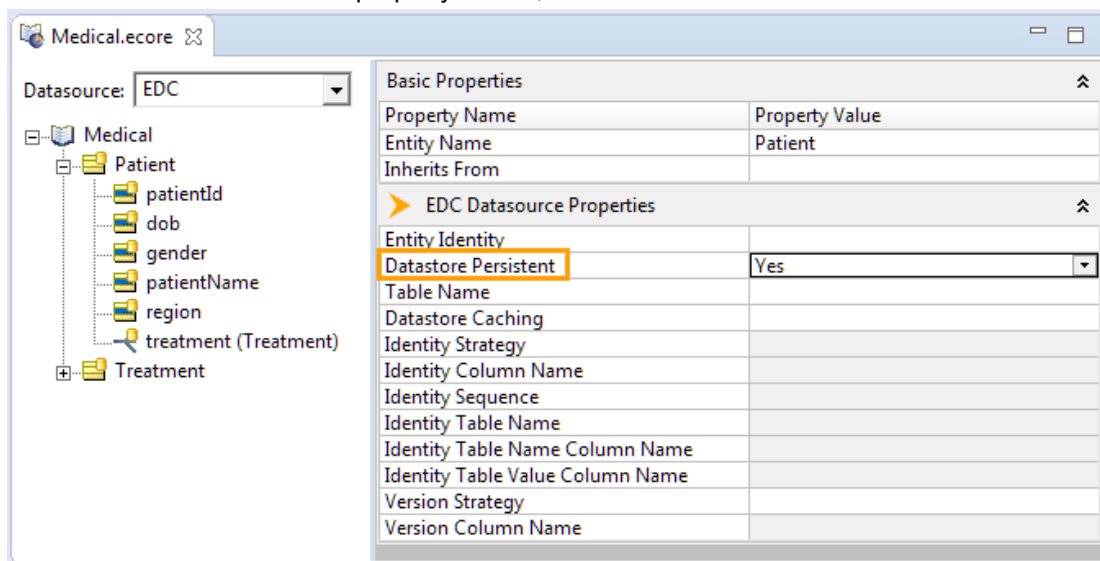 Medical.ecore
Datasource: EDC
Medical
Patient
patientId
dob
gender
patientName
region
treatment (Treatment)
Treatment
Basic Properties
Property Name Property Value
Entity Name Patient
Inherits From
EDC Datasource Properties
Entity Identity
Datastore Persistent Yes
Table Name
Datastore Caching
Identity Strategy
Identity Column Name
Identity Sequence
Identity Table Name
Identity Table Name Column Name
Identity Table Value Column Name
Version Strategy
Version Column Name